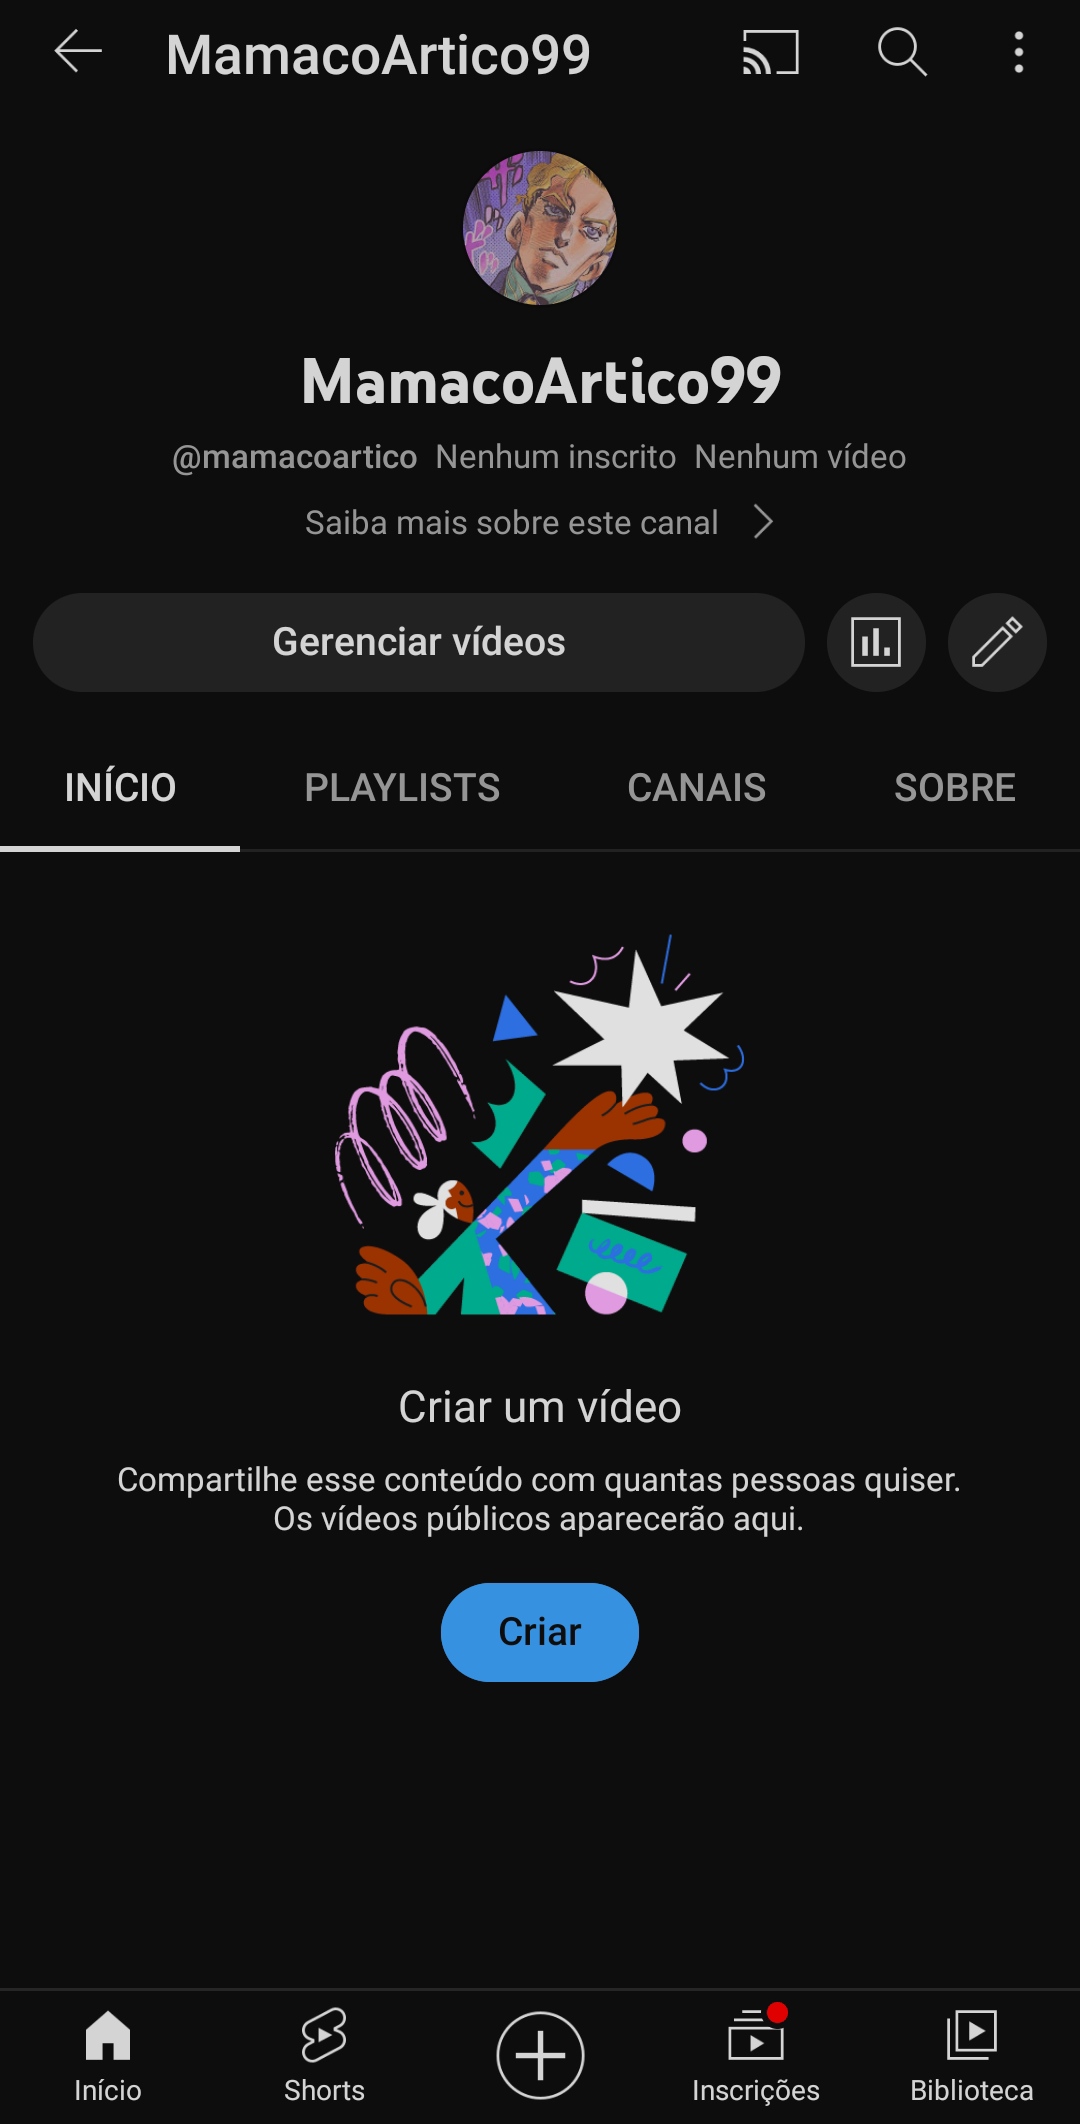 MamacoArtico99
MamacoArtico99
@mamacoartico Nenhum inscrito Nenhum vídeo
Saiba mais sobre este canal
Gerenciar vídeos
INÍCIO PLAYLISTS CANAIS SOBRE
Criar um vídeo
Compartilhe esse conteúdo com quantas pessoas quiser.
Os vídeos públicos aparecerão aqui.
Criar
Início Shorts Inscrições Biblioteca